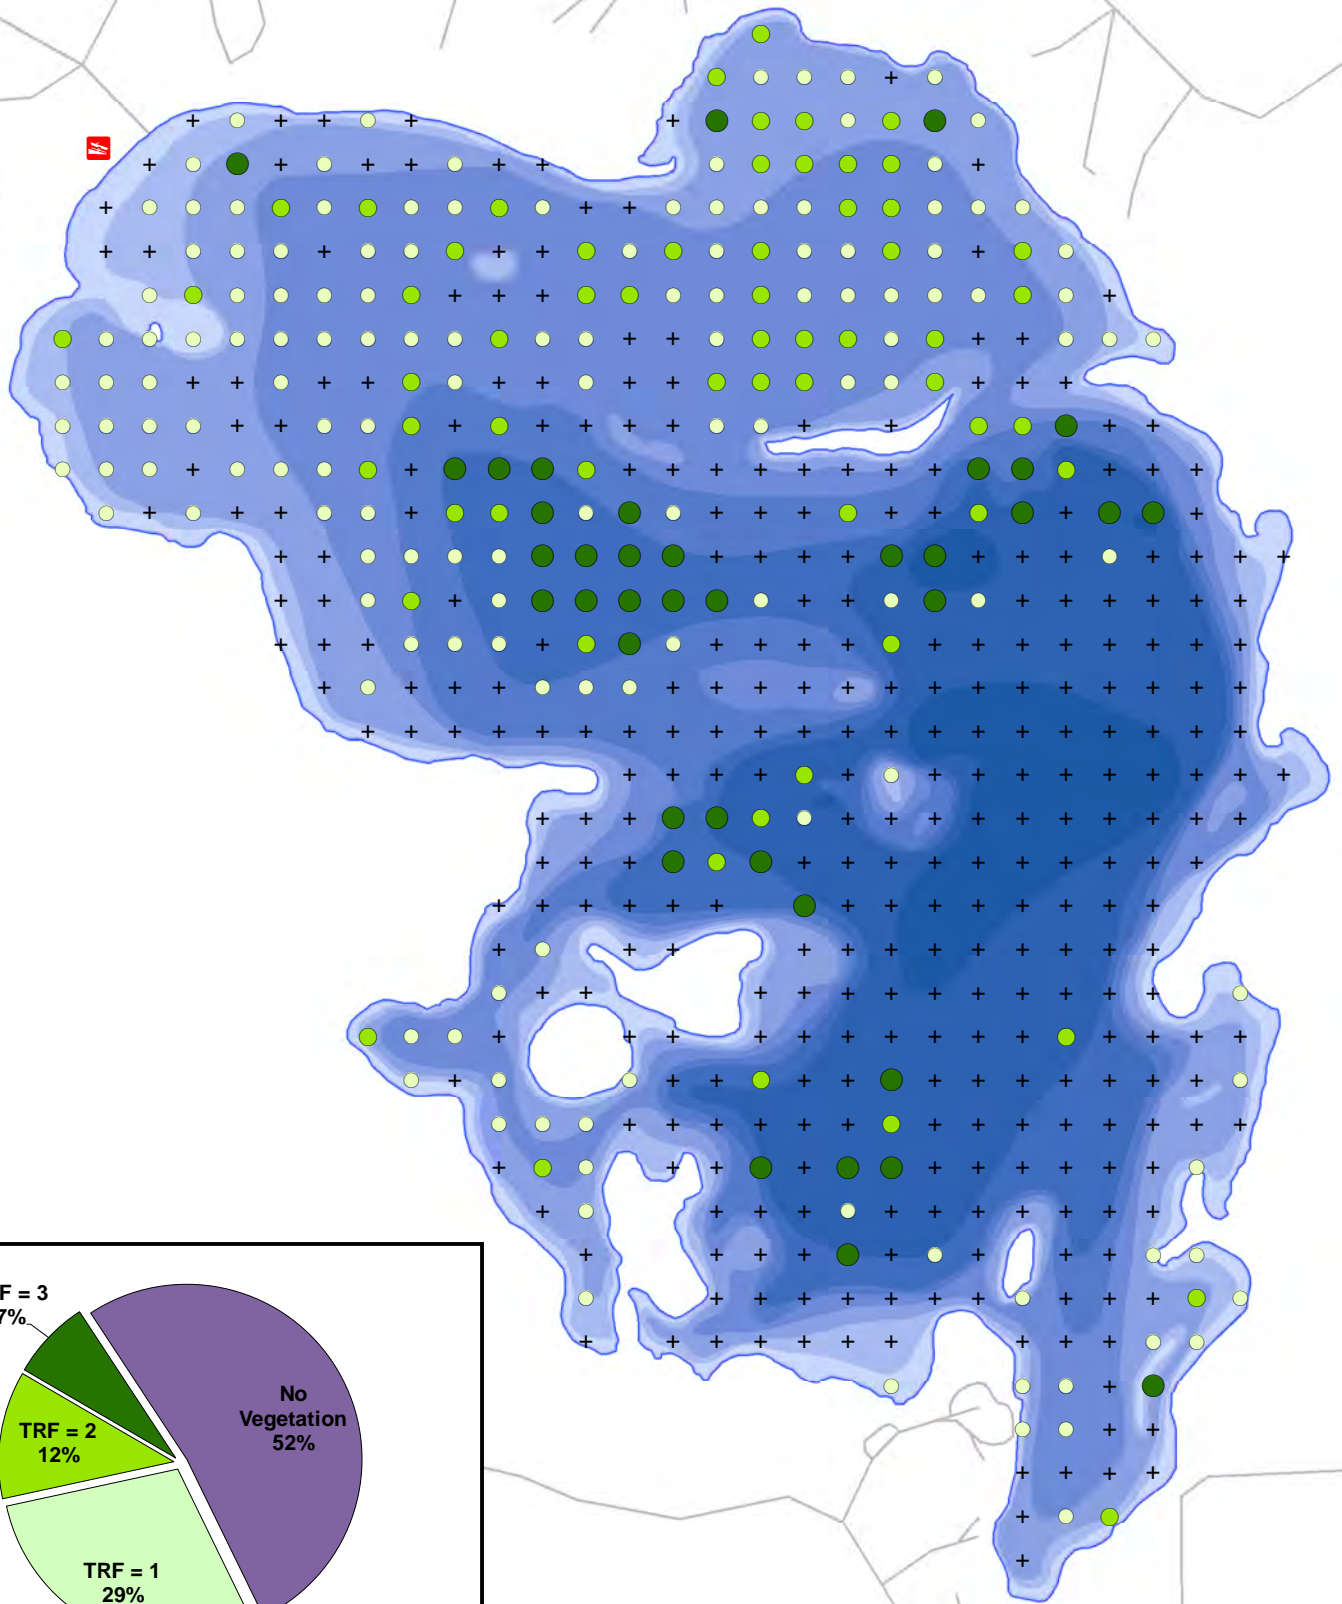 F = 3
7%
No
Vegetation
52%
TRF = 2
12%
TRF = 1
29%